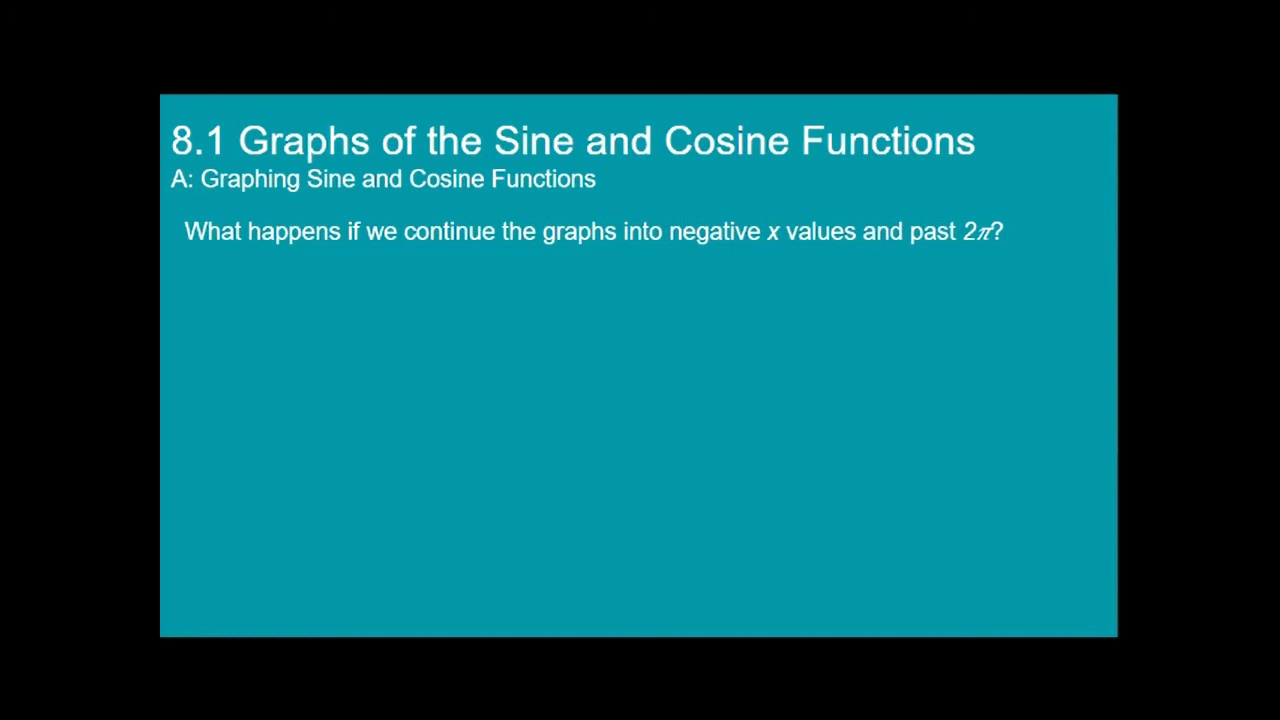 8.1 Graphs of the Sine and Cosine Functions
A: Graphing Sine and Cosine Functions
What happens if we continue the graphs into negative x values and past 2π?